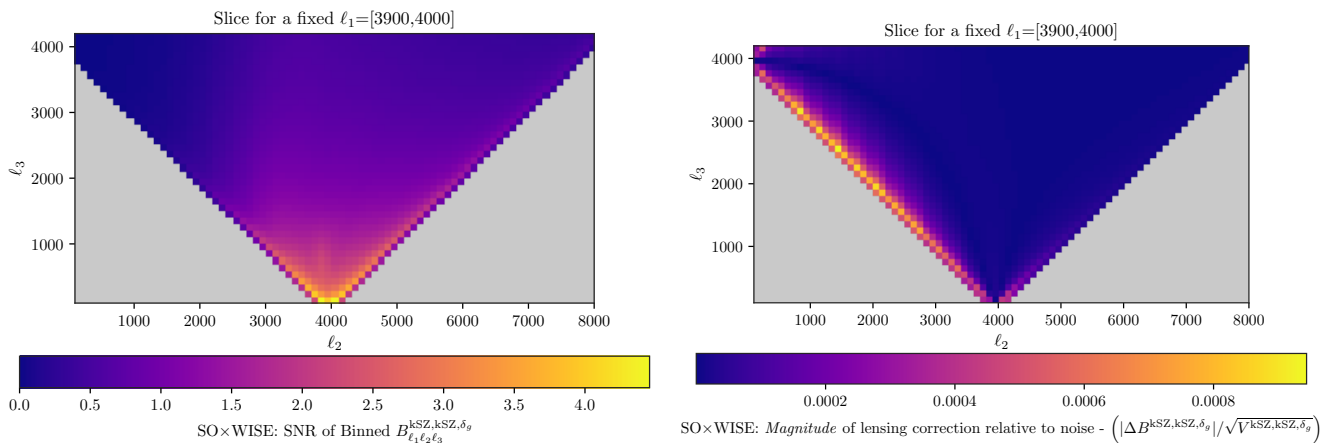 Slice for a fixed ℓ₁=[3900,4000]
4000
3000
2000
1000
ℓ₃
1000 2000 3000 4000 5000 6000 7000 8000
ℓ₂
0.0 0.5 1.0 1.5 2.0 2.5 3.0 3.5 4.0
SO×WISE: SNR of Binned B^{kSZ,kSZ,δ_g}_{ℓ₁ℓ₂ℓ₃}
Slice for a fixed ℓ₁=[3900,4000]
4000
3000
2000
1000
ℓ₃
1000 2000 3000 4000 5000 6000 7000 8000
ℓ₂
0.0002 0.0004 0.0006 0.0008
SO×WISE: Magnitude of lensing correction relative to noise - (|ΔB^{kSZ,kSZ,δ_g}|/√V^{kSZ,kSZ,δ_g})